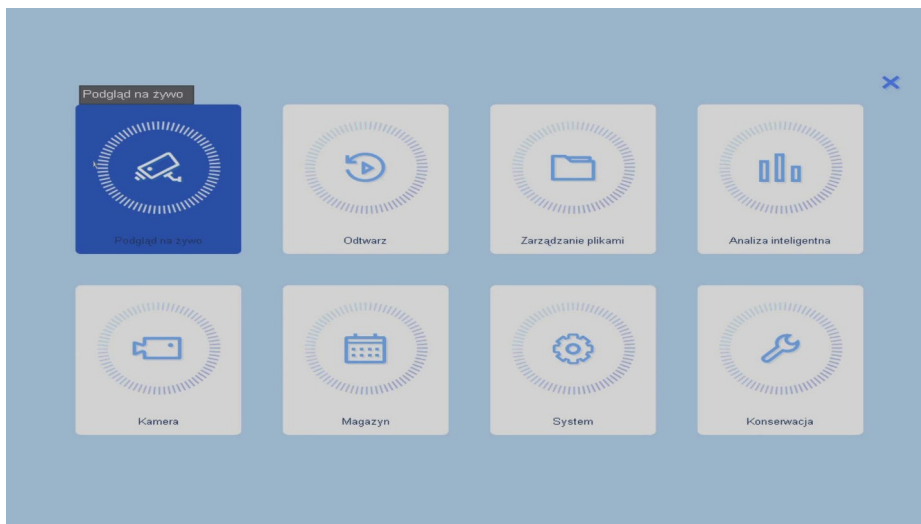 Podgląd na żywo
Podgląd na żywo
Odtwarz
Zarządzanie plikami
Analiza inteligentna
Kamera
Magazyn
System
Konserwacja